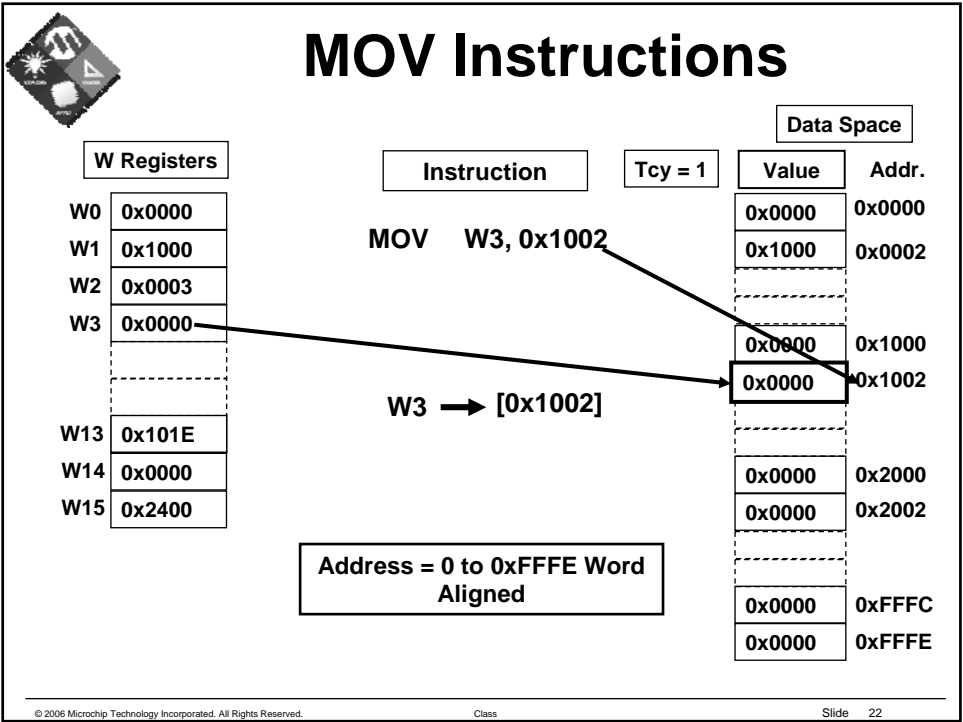 MOV Instructions
Data Space
W Registers
Instruction
Tcy = 1
Value Addr.
W0 0x0000
W1 0x1000
W2 0x0003
W3 0x0000
W13 0x101E
W14 0x0000
W15 0x2400
MOV W3, 0x1002
W3 → [0x1002]
0x0000 0x0000
0x1000 0x0002
0x0000 0x1000
0x0000 0x1002
0x0000 0x2000
0x0000 0x2002
0x0000 0xFFFC
0x0000 0xFFFE
Address = 0 to 0xFFFE Word
Aligned
© 2006 Microchip Technology Incorporated. All Rights Reserved. Class Slide 22